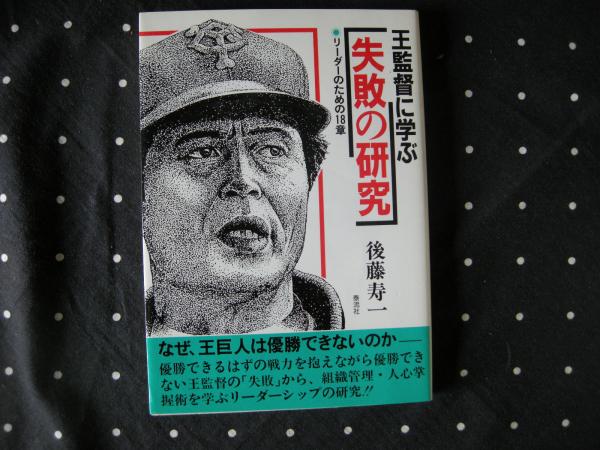 王監督に学ぶ
失敗の研究
●リーダーのための18章
後藤寿一
泰流社
なぜ、王巨人は優勝できないのか──
優勝できるはずの戦力を抱えながら優勝でき
ない王監督の「失敗」から、組織管理・人心掌
握術を学ぶリーダーシップの研究!!